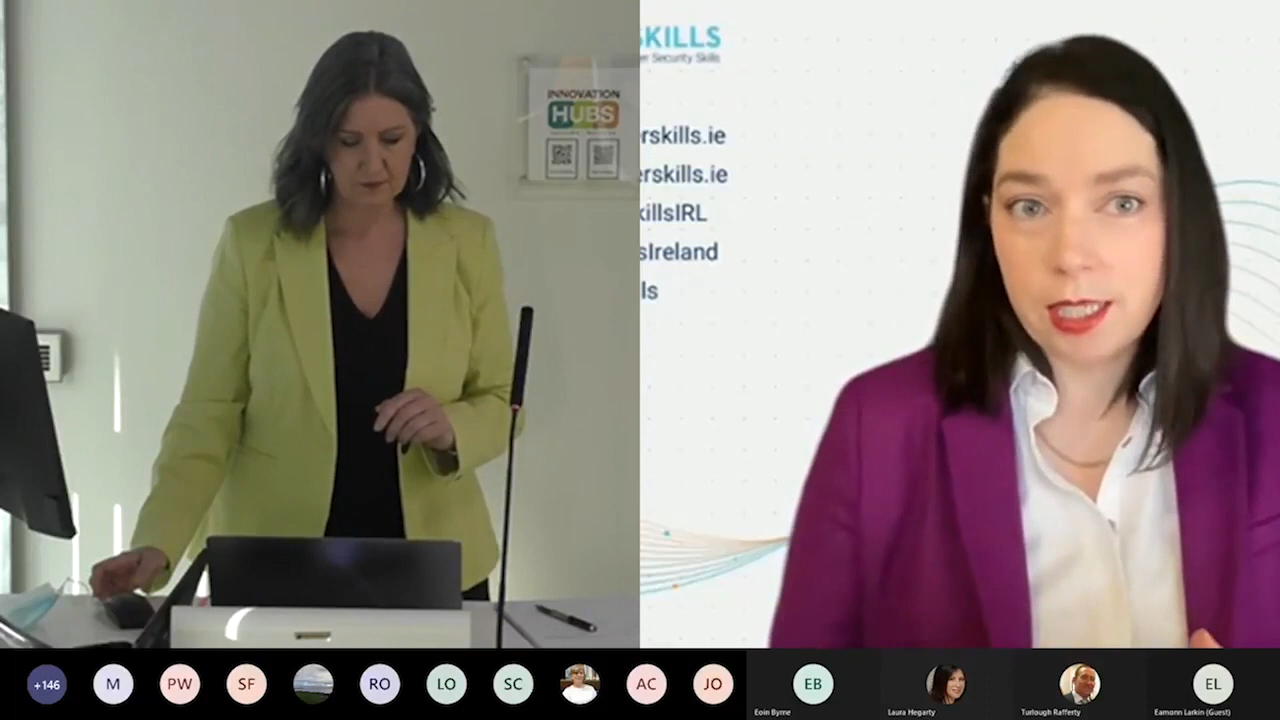 INNOVATION
HUBS
SKILLS
er Security Skills
erskills.ie
erskills.ie
killsIRL
sIreland
ls
+146
M
PW
SF
RO
LO
SC
AC
JO
EB
EL
Eoin Byrne
Laura Hegarty
Turlough Rafferty
Eamann Larkin (Guest)